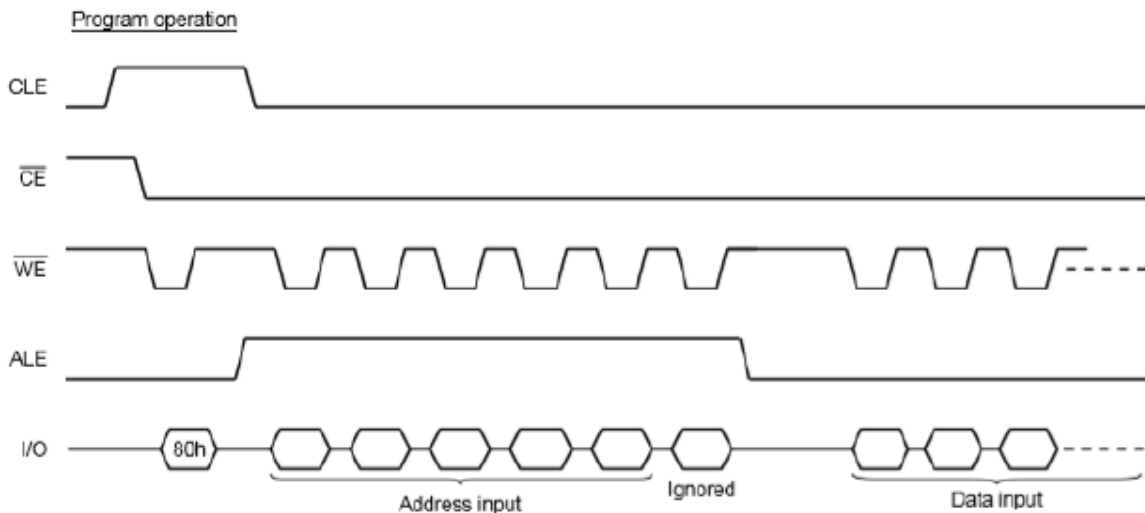 Program operation
CLE
CE
WE
ALE
I/O
80h
Address input
Ignored
Data input